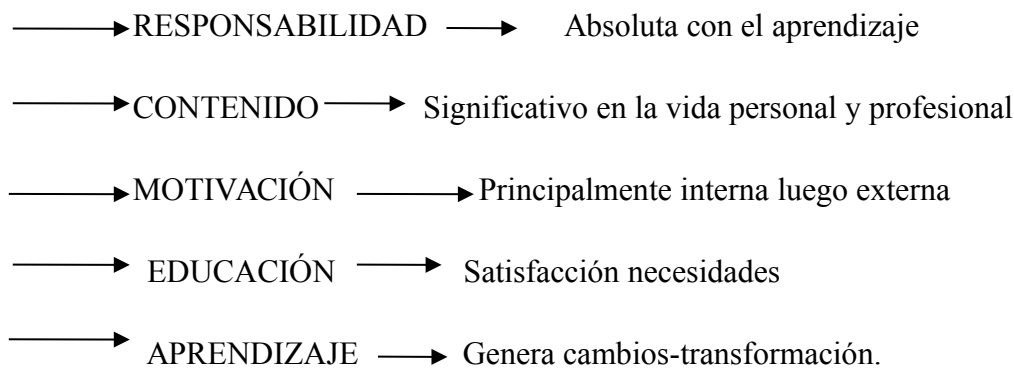 RESPONSABILIDAD Absoluta con el aprendizaje
CONTENIDO Significativo en la vida personal y profesional
MOTIVACIÓN Principalmente interna luego externa
EDUCACIÓN Satisfacción necesidades
APRENDIZAJE Genera cambios-transformación.